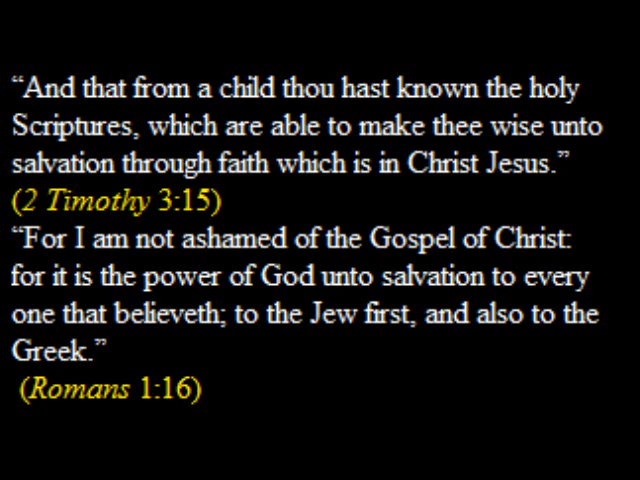 “And that from a child thou hast known the holy
Scriptures, which are able to make thee wise unto
salvation through faith which is in Christ Jesus.”
(2 Timothy 3:15)
“For I am not ashamed of the Gospel of Christ:
for it is the power of God unto salvation to every
one that believeth; to the Jew first, and also to the
Greek.”
(Romans 1:16)